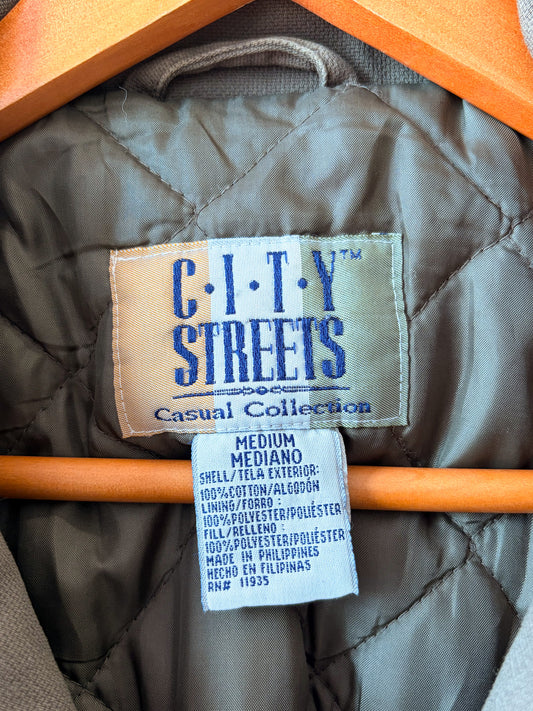 C·I·T·Y™
STREETS
Casual Collection
MEDIUM
MEDIANO
SHELL/TELA EXTERIOR:
100%COTTON/ALGODÓN
LINING/FORRO:
100%POLYESTER/POLIÉSTER
FILL/RELLENO :
100%POLYESTER/POLIÉSTER
MADE IN PHILIPPINES
HECHO EN FILIPINAS
RN# 11935